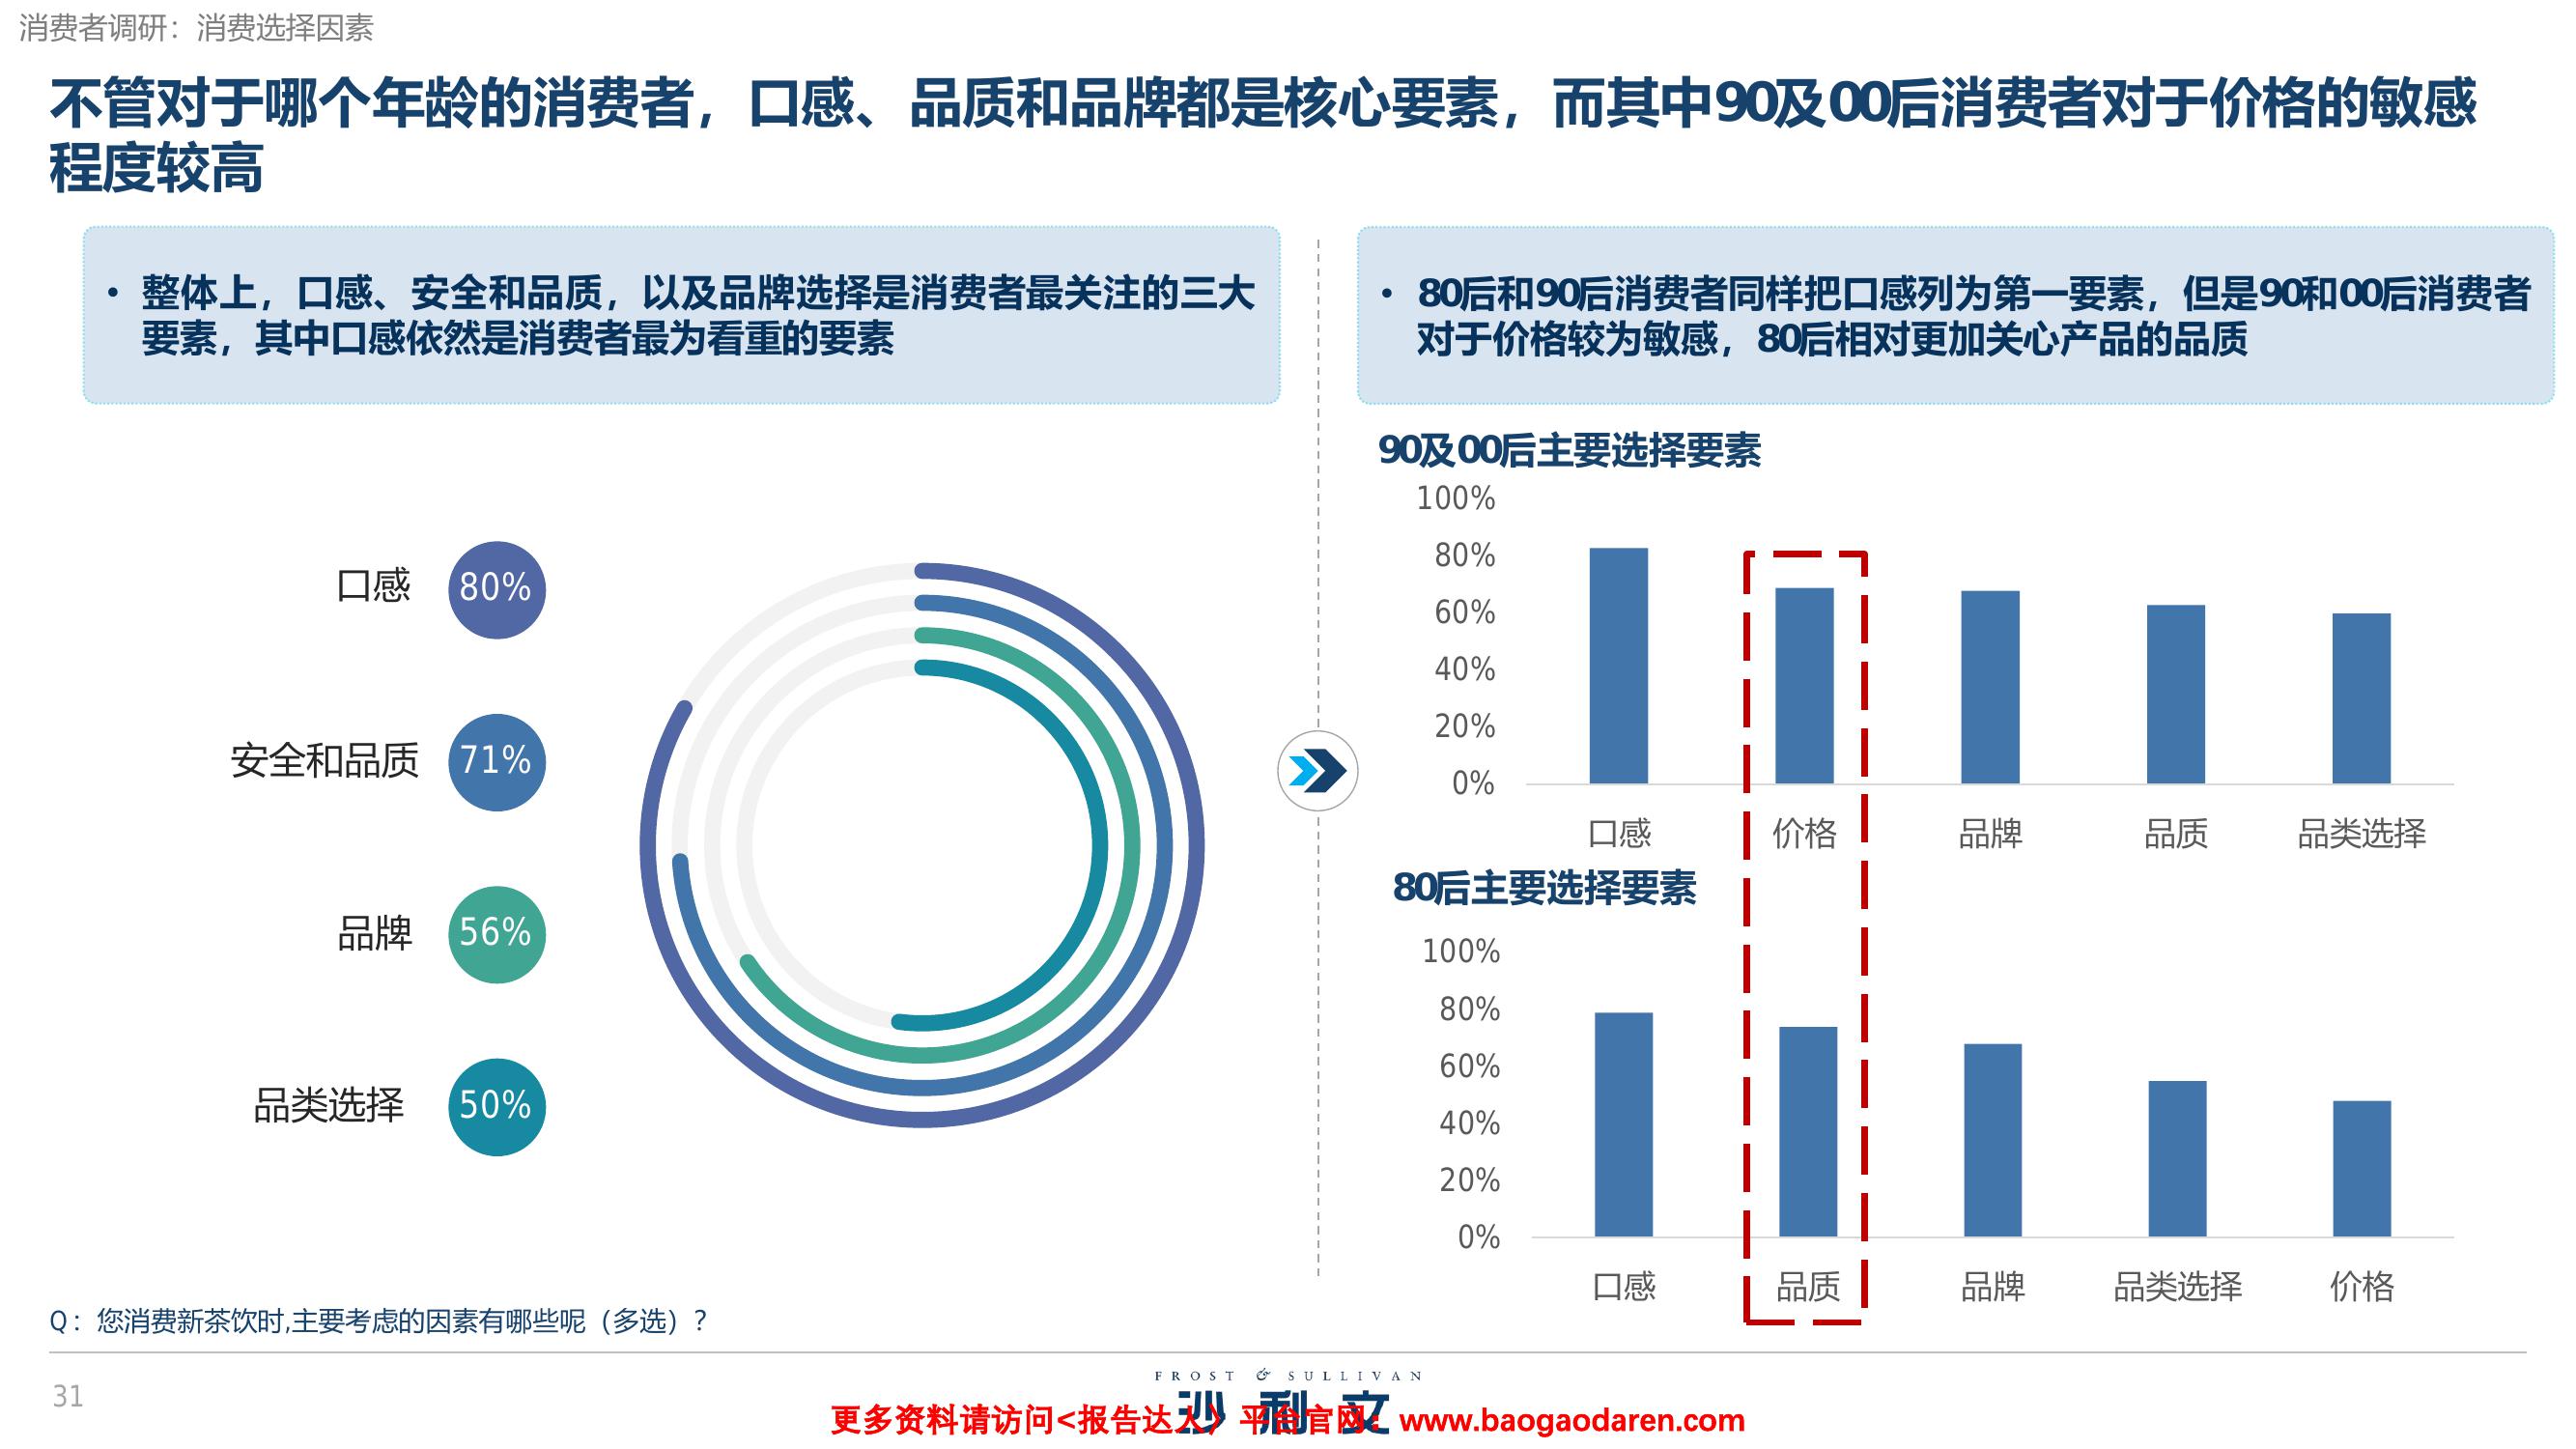 消费者调研：消费选择因素
不管对于哪个年龄的消费者，口感、品质和品牌都是核心要素，而其中90及00后消费者对于价格的敏感
程度较高
• 整体上，口感、安全和品质，以及品牌选择是消费者最关注的三大
要素，其中口感依然是消费者最为看重的要素
口感 80%
安全和品质 71%
品牌 56%
品类选择 50%
• 80后和90后消费者同样把口感列为第一要素，但是90和00后消费者
对于价格较为敏感，80后相对更加关心产品的品质
90及00后主要选择要素
100%
80%
60%
40%
20%
0%
口感 价格 品牌 品质 品类选择
80后主要选择要素
100%
80%
60%
40%
20%
0%
口感 品质 品牌 品类选择 价格
Q：您消费新茶饮时,主要考虑的因素有哪些呢（多选）？
31
FROST & SULLIVAN
沙利文
更多资料请访问<报告达人> 平台官网：www.baogaodaren.com